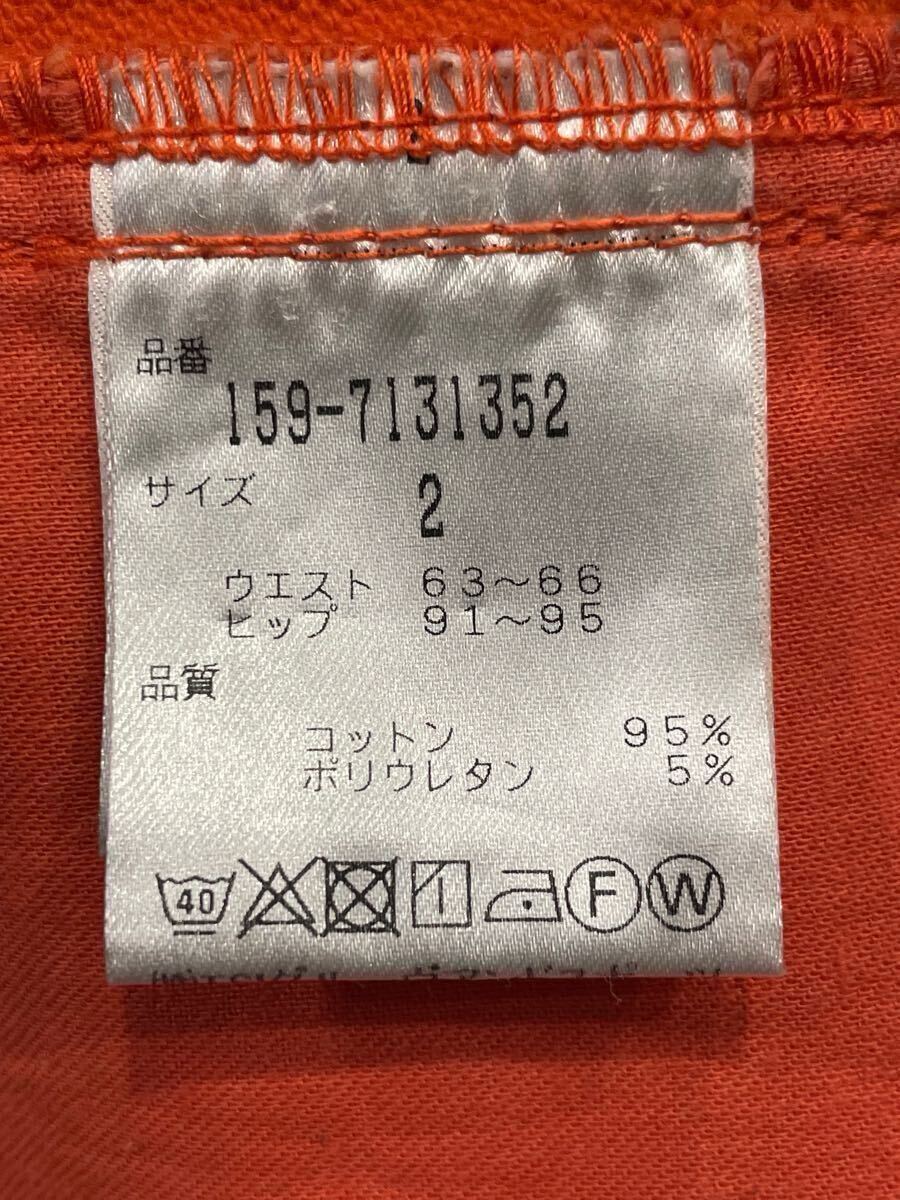 品番
159-7131352
サイズ 2
ウエスト 63～66
ヒップ 91～95
品質
コットン 95%
ポリウレタン 5%
40 F W